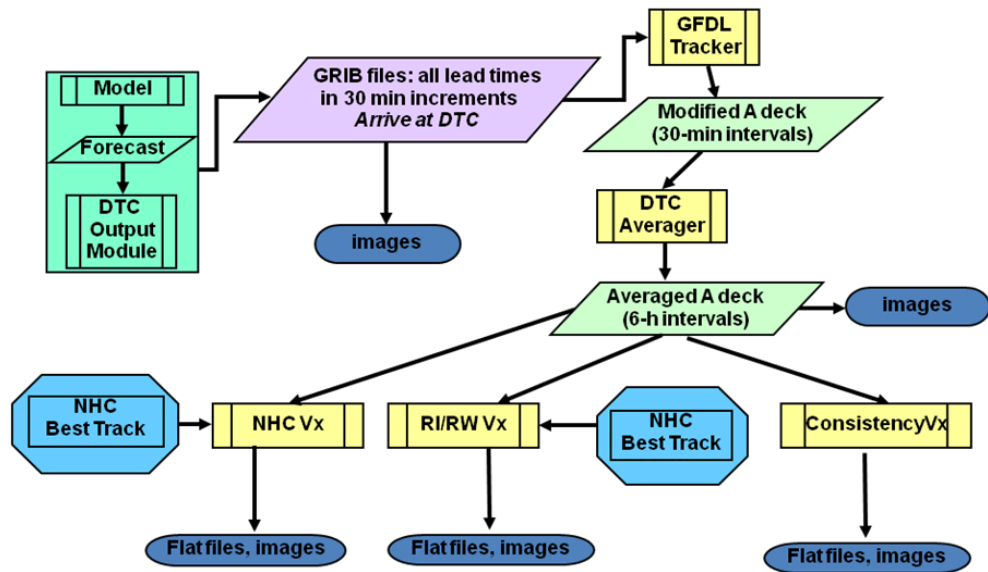 Model
Forecast
DTC
Output
Module
GRIB files: all lead times
in 30 min increments
Arrive at DTC
images
GFDL
Tracker
Modified A deck
(30-min intervals)
DTC
Averager
Averaged A deck
(6-h intervals)
images
NHC
Best Track
NHC Vx
RI/RW Vx
NHC
Best Track
ConsistencyVx
Flat files, images
Flat files, images
Flat files, images